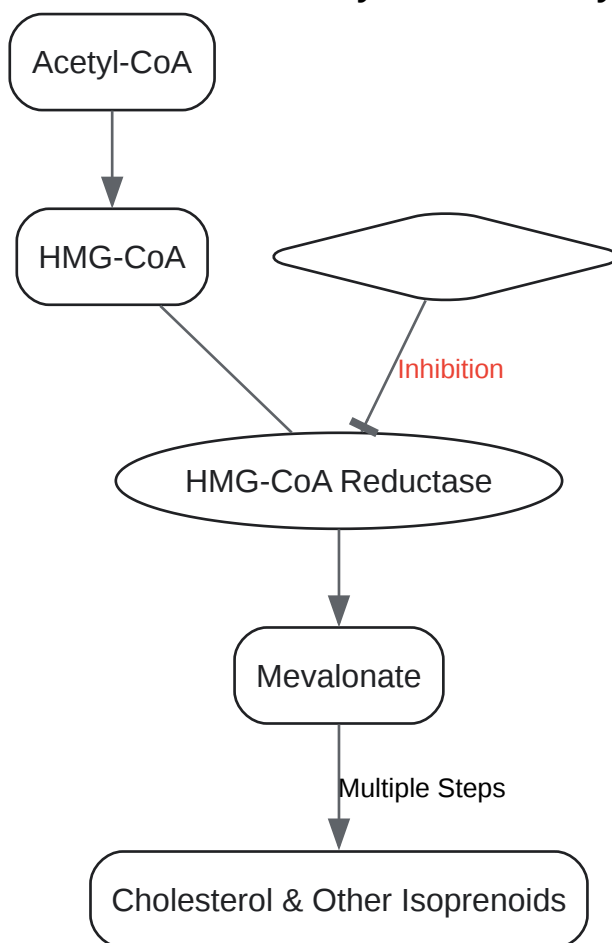 Acetyl-CoA
HMG-CoA
Inhibition
HMG-CoA Reductase
Mevalonate
Multiple Steps
Cholesterol & Other Isoprenoids